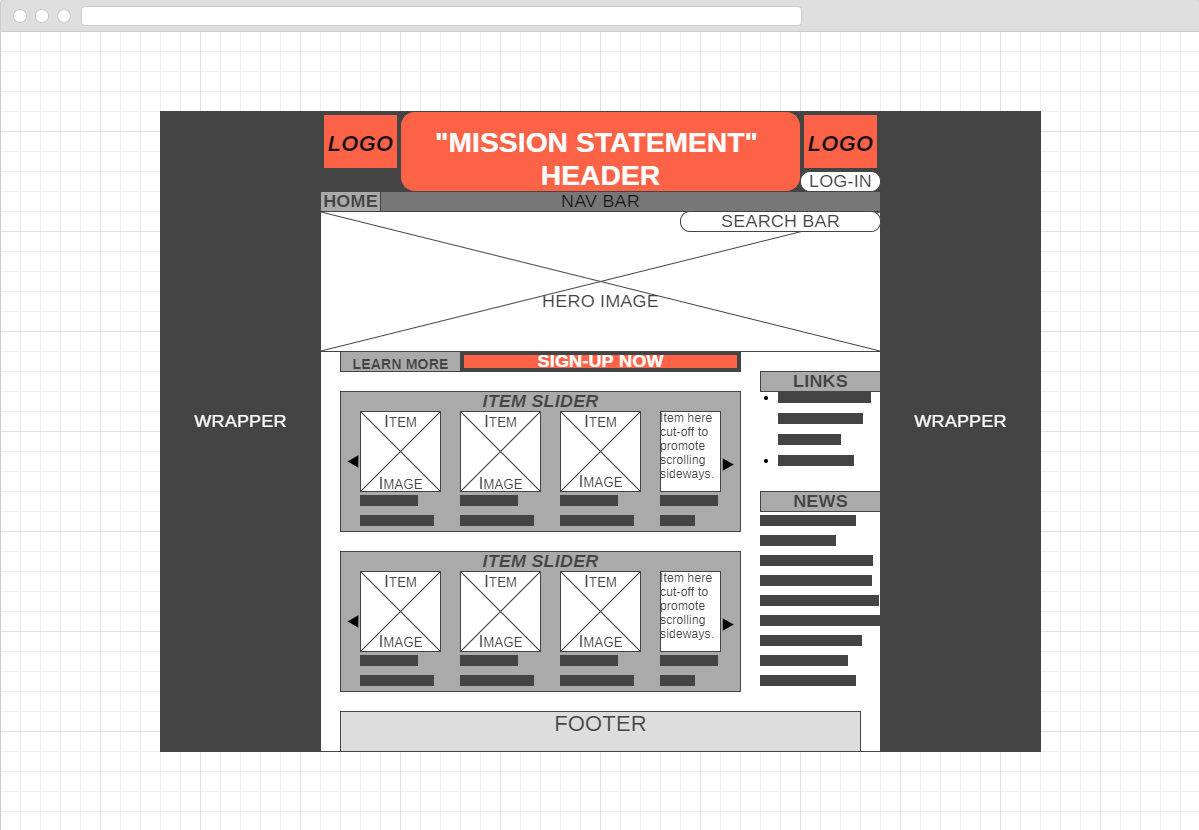 LOGO
"MISSION STATEMENT"
HEADER
LOGO
LOG-IN
HOME
NAV BAR
SEARCH BAR
HERO IMAGE
LEARN MORE
SIGN-UP NOW
LINKS
WRAPPER
WRAPPER
ITEM SLIDER
ITEM
IMAGE
ITEM
IMAGE
ITEM
IMAGE
Item here
cut-off to
promote
scrolling
sideways.
NEWS
ITEM SLIDER
ITEM
IMAGE
ITEM
IMAGE
ITEM
IMAGE
Item here
cut-off to
promote
scrolling
sideways.
FOOTER